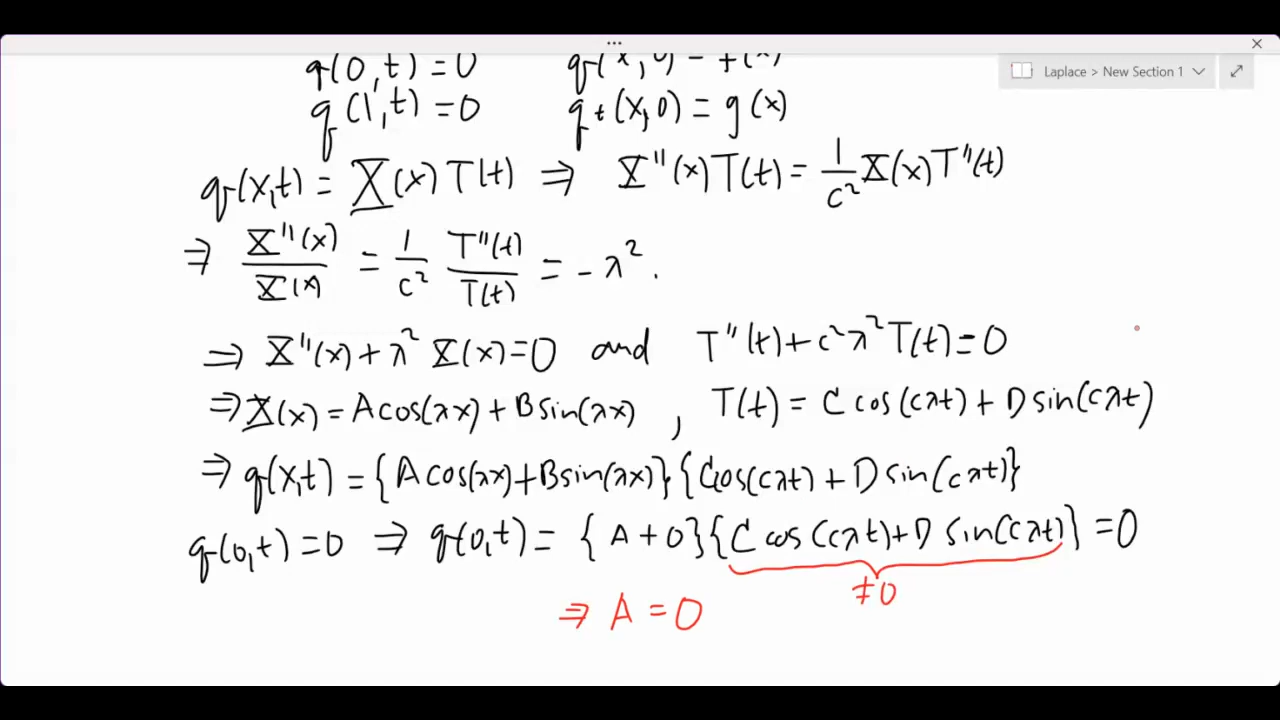 Laplace > New Section 1
q(0,t) = 0 q(x,0) = f(x)
q(1,t) = 0 q_t(x,0) = g(x)
q(x,t) = X(x) T(t) ⇒ X''(x)T(t) = 1/c² X(x)T''(t)
⇒ X''(x)/X(x) = 1/c² T''(t)/T(t) = -λ².
⇒ X''(x) + λ² X(x) = 0 and T''(t) + c²λ²T(t) = 0
⇒ X(x) = A cos(λx) + B sin(λx) , T(t) = C cos(cλt) + D sin(cλt)
⇒ q(x,t) = {A cos(λx) + B sin(λx)} {C cos(cλt) + D sin(cλt)}
q(0,t) = 0 ⇒ q(0,t) = {A + 0}{C cos(cλt) + D sin(cλt)} = 0
≠0
⇒ A = 0